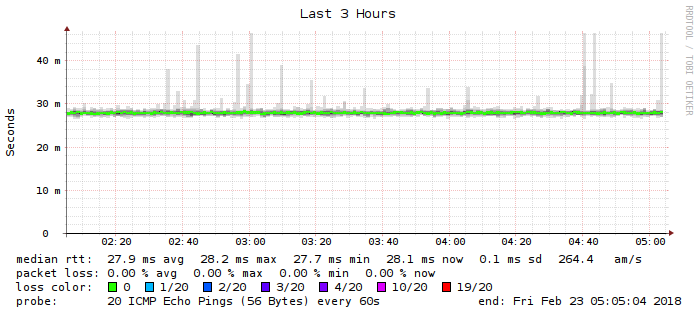 Last 3 Hours
RRDTOOL / TOBI OETIKER
Seconds
40 m
30 m
20 m
10 m
0
02:20 02:40 03:00 03:20 03:40 04:00 04:20 04:40 05:00
median rtt: 27.9 ms avg 28.2 ms max 27.7 ms min 28.1 ms now 0.1 ms sd 264.4 am/s
packet loss: 0.00 % avg 0.00 % max 0.00 % min 0.00 % now
loss color: 0 1/20 2/20 3/20 4/20 10/20 19/20
probe: 20 ICMP Echo Pings (56 Bytes) every 60s end: Fri Feb 23 05:05:04 2018